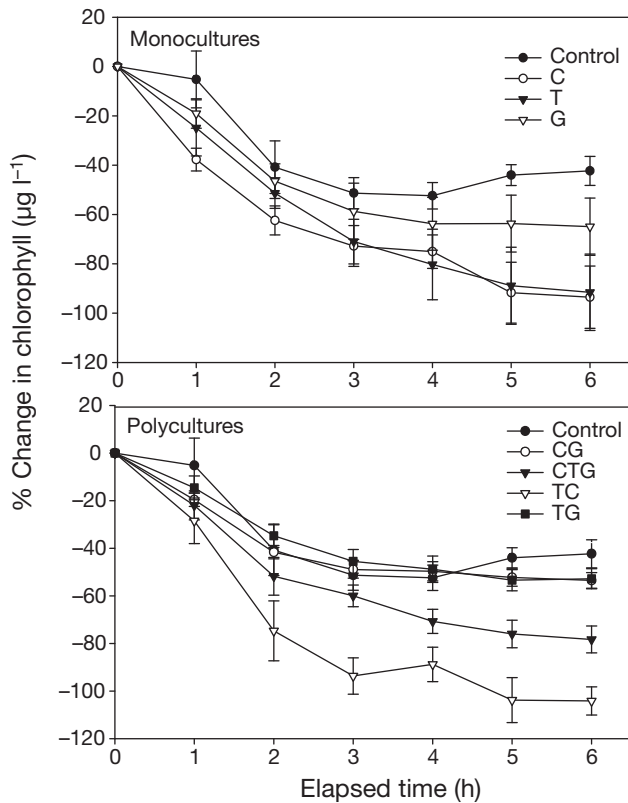 % Change in chlorophyll (µg l⁻¹)
Monocultures
Control
C
T
G
20
0
−20
−40
−60
−80
−100
−120
0 1 2 3 4 5 6
Polycultures
Control
CG
CTG
TC
TG
20
0
−20
−40
−60
−80
−100
−120
0 1 2 3 4 5 6
Elapsed time (h)